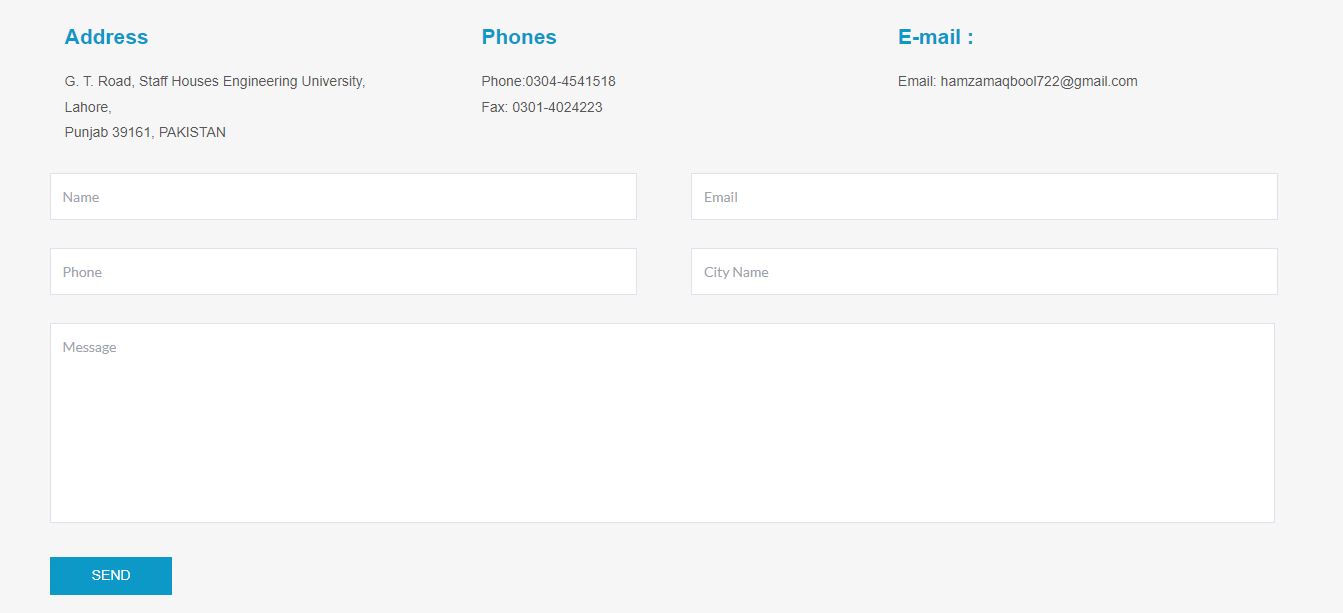 Address
G. T. Road, Staff Houses Engineering University,
Lahore,
Punjab 39161, PAKISTAN
Phones
Phone:0304-4541518
Fax: 0301-4024223
E-mail :
Email: hamzamaqbool722@gmail.com
Name
Email
Phone
City Name
Message
SEND